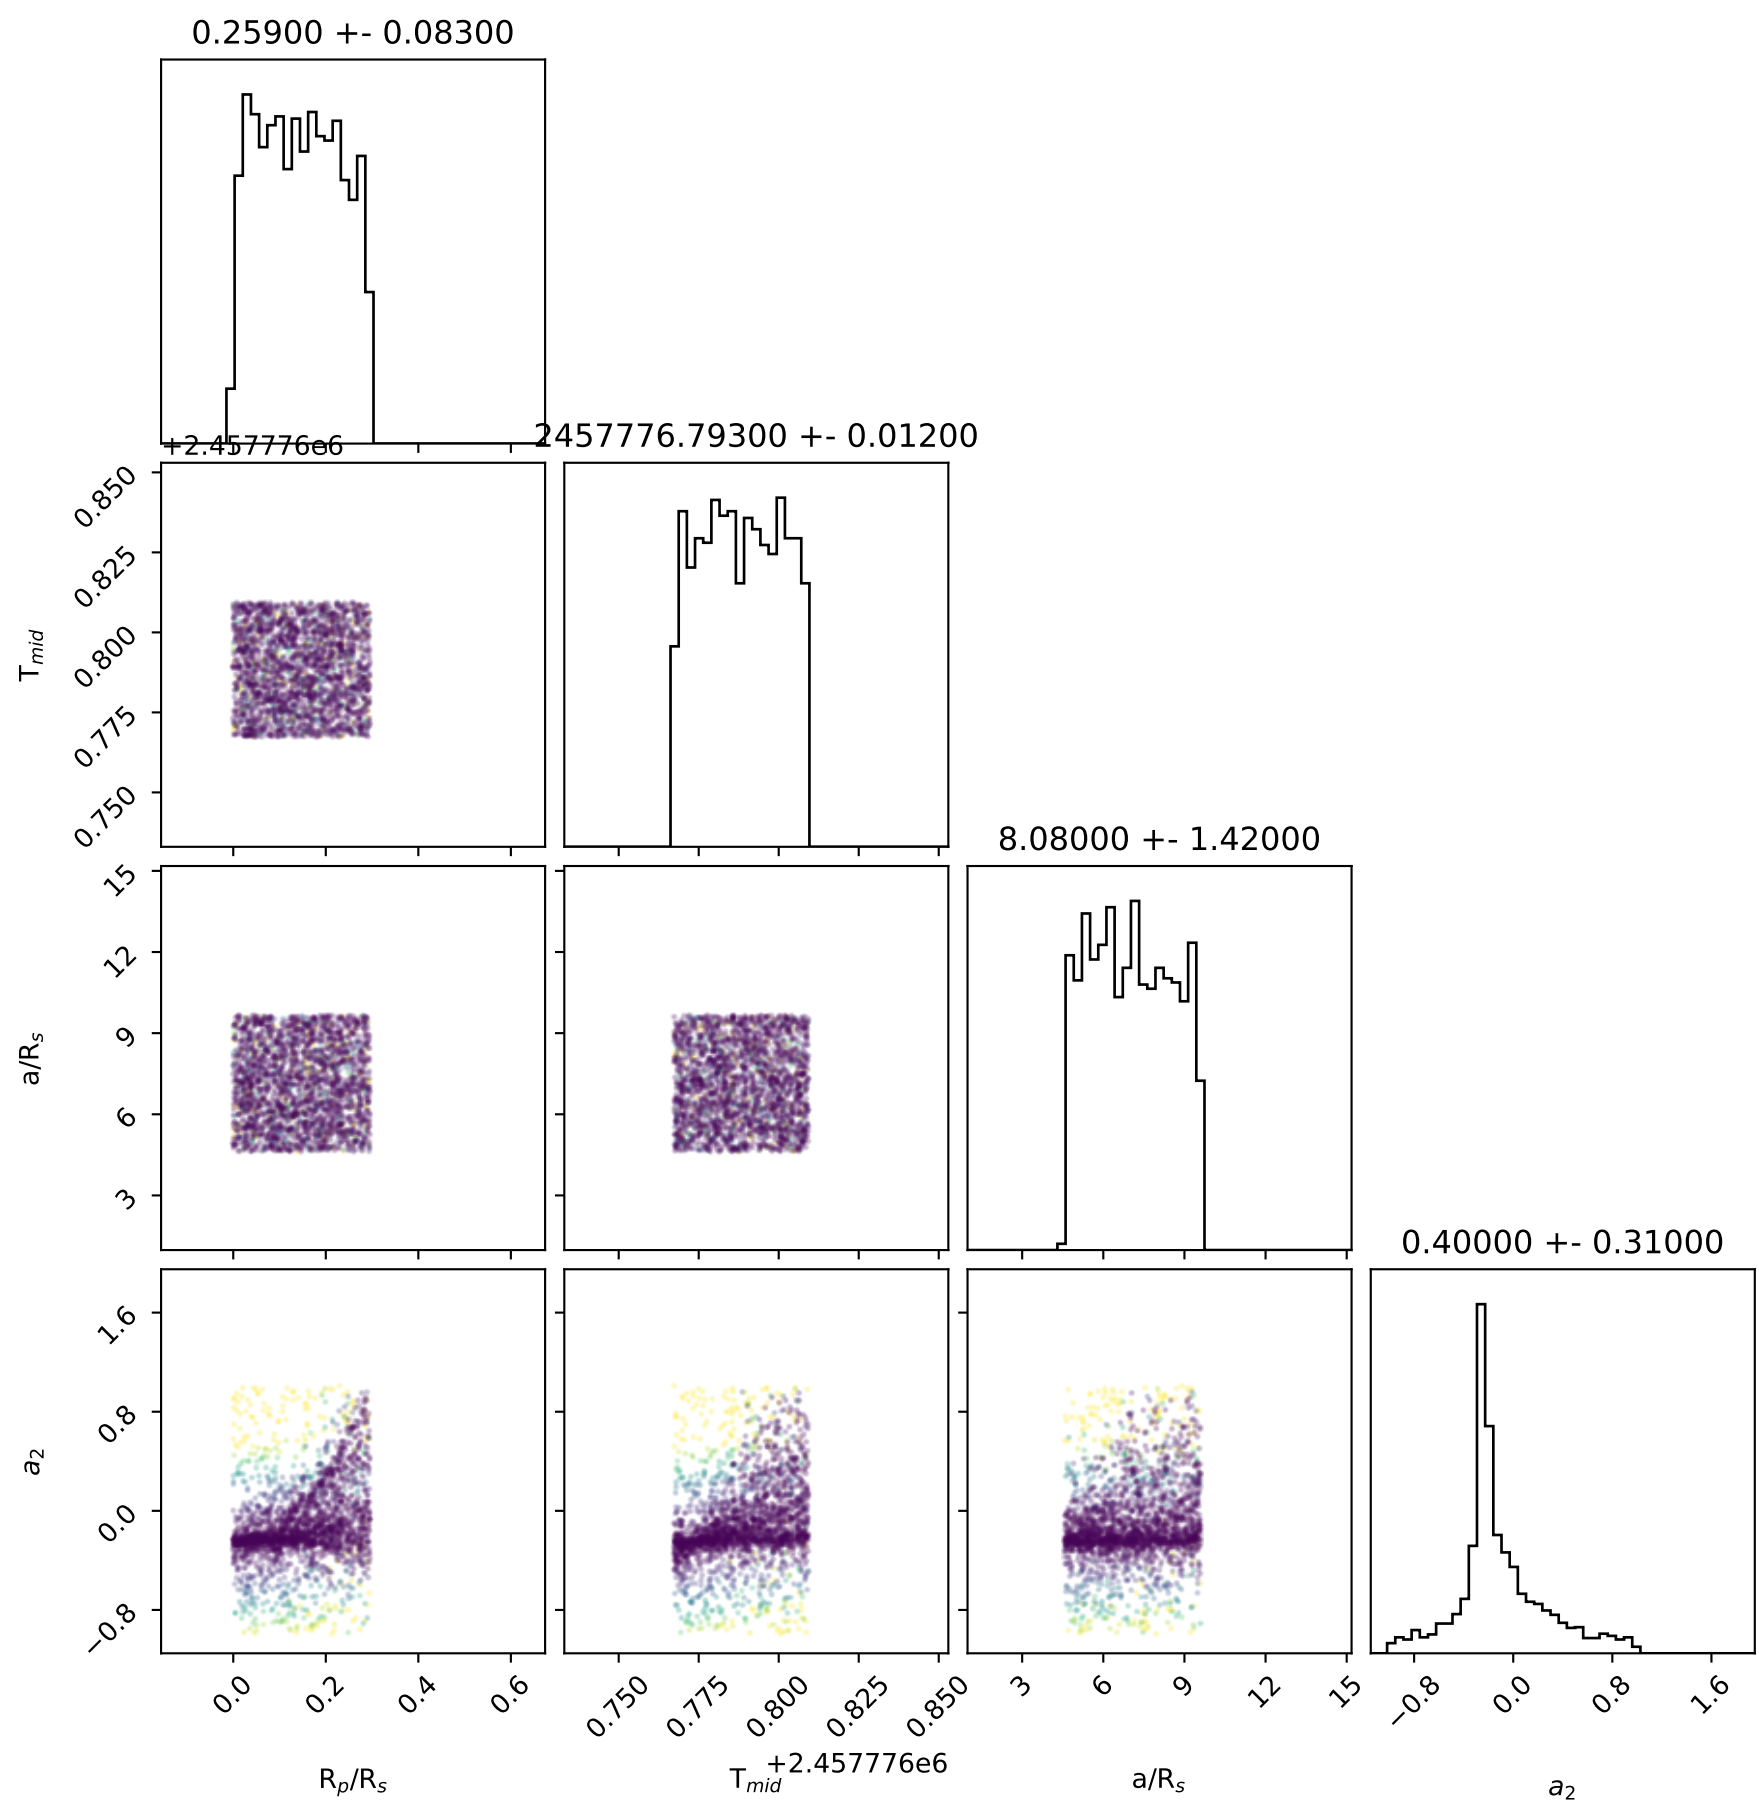 0.25900 +- 0.08300
+2.457776e6
2457776.79300 +- 0.01200
0.850
0.825
0.800
0.775
0.750
T_mid
8.08000 +- 1.42000
15
12
9
6
3
a/R_s
0.40000 +- 0.31000
1.6
0.8
0.0
−0.8
a_2
0.0 0.2 0.4 0.6
0.750 0.775 0.800 0.825 0.850
3 6 9 12 15
−0.8 0.0 0.8 1.6
+2.457776e6
R_p/R_s
T_mid
a/R_s
a_2